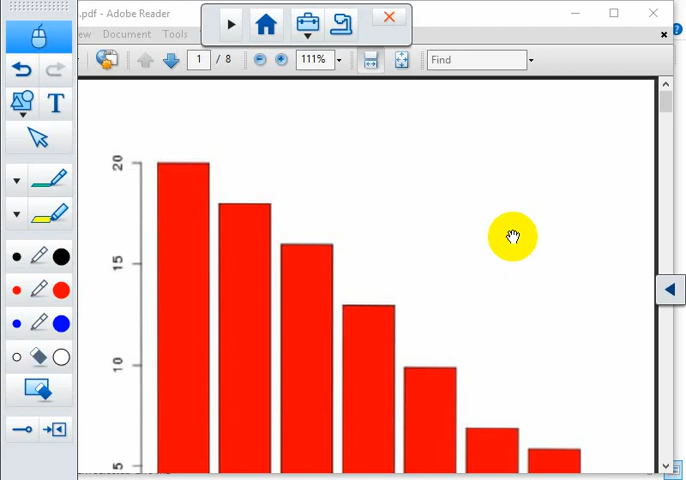 .pdf - Adobe Reader
ew Document Tools
1 / 8
111%
Find
T
20
15
10
5